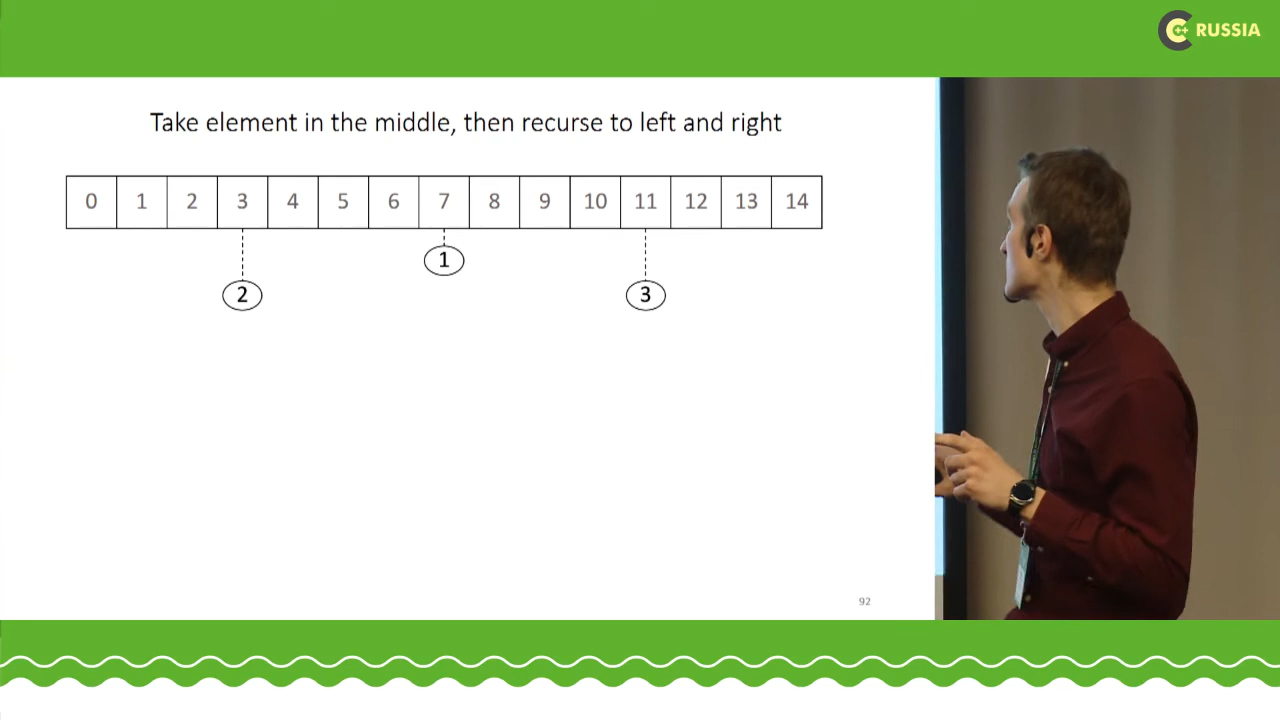 C++ RUSSIA
Take element in the middle, then recurse to left and right
0 1 2 3 4 5 6 7 8 9 10 11 12 13 14
1
2 3
92